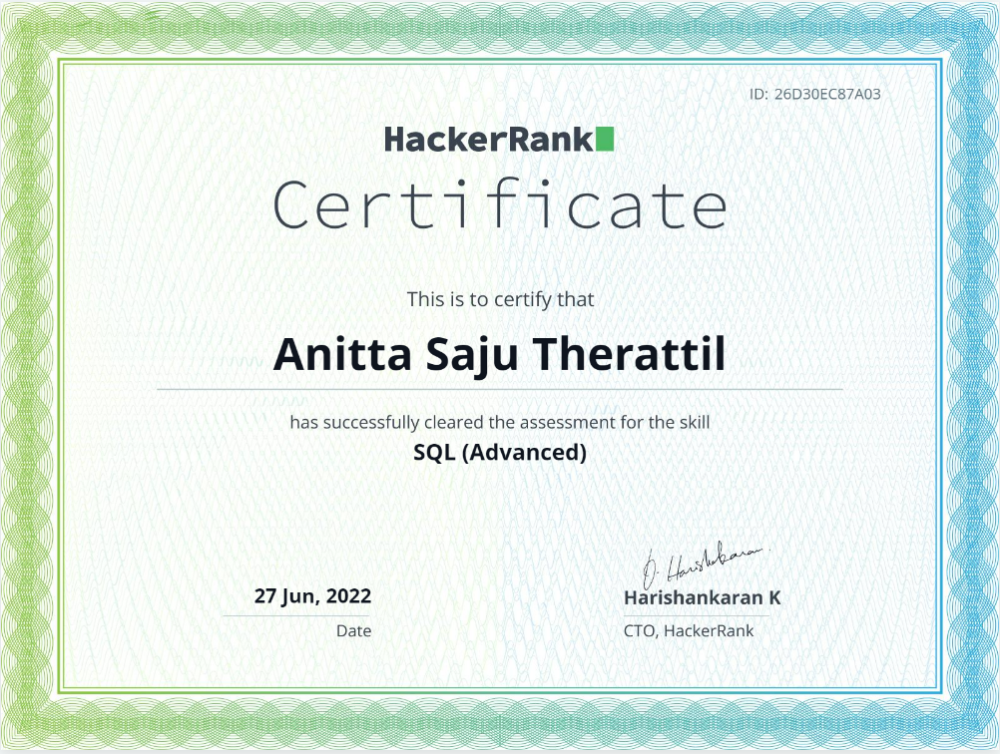 ID: 26D30EC87A03
HackerRank
Certificate
This is to certify that
Anitta Saju Therattil
has successfully cleared the assessment for the skill
SQL (Advanced)
27 Jun, 2022
Date
Harishankaran K
CTO, HackerRank